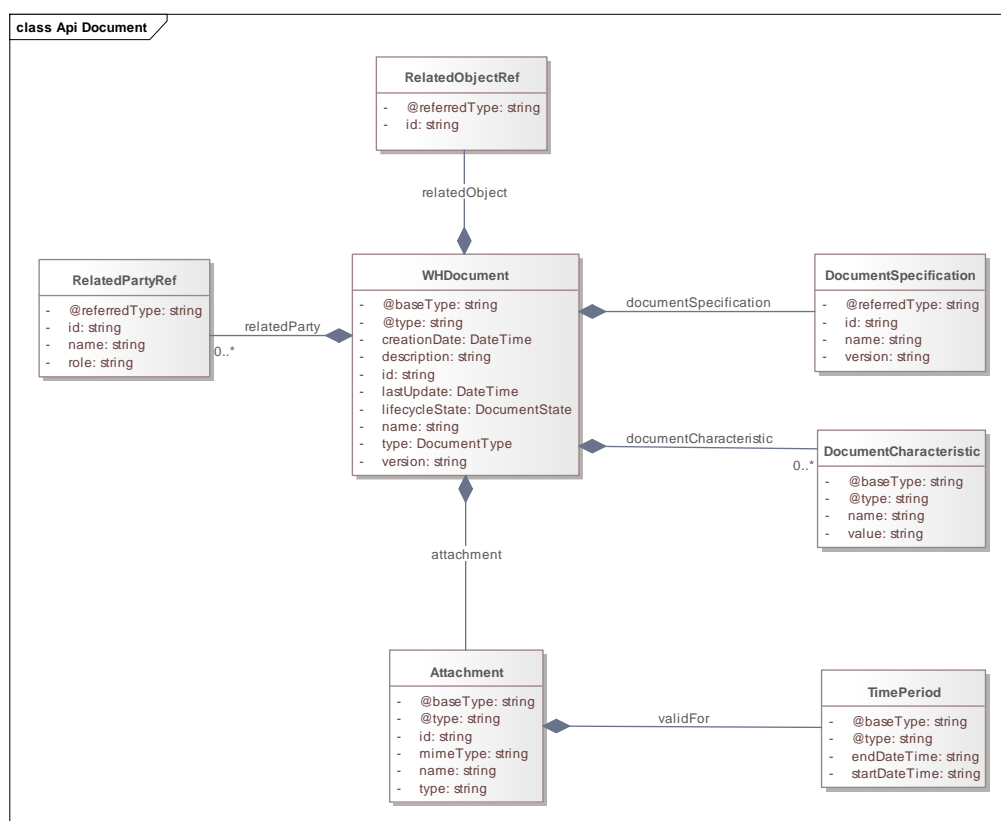 class Api Document
RelatedObjectRef
- @referredType: string
- id: string
relatedObject
RelatedPartyRef
- @referredType: string
- id: string
- name: string
- role: string
relatedParty
0..*
WHDocument
- @baseType: string
- @type: string
- creationDate: DateTime
- description: string
- id: string
- lastUpdate: DateTime
- lifecycleState: DocumentState
- name: string
- type: DocumentType
- version: string
documentSpecification
DocumentSpecification
- @referredType: string
- id: string
- name: string
- version: string
documentCharacteristic
0..*
DocumentCharacteristic
- @baseType: string
- @type: string
- name: string
- value: string
attachment
Attachment
- @baseType: string
- @type: string
- id: string
- mimeType: string
- name: string
- type: string
validFor
TimePeriod
- @baseType: string
- @type: string
- endDateTime: string
- startDateTime: string